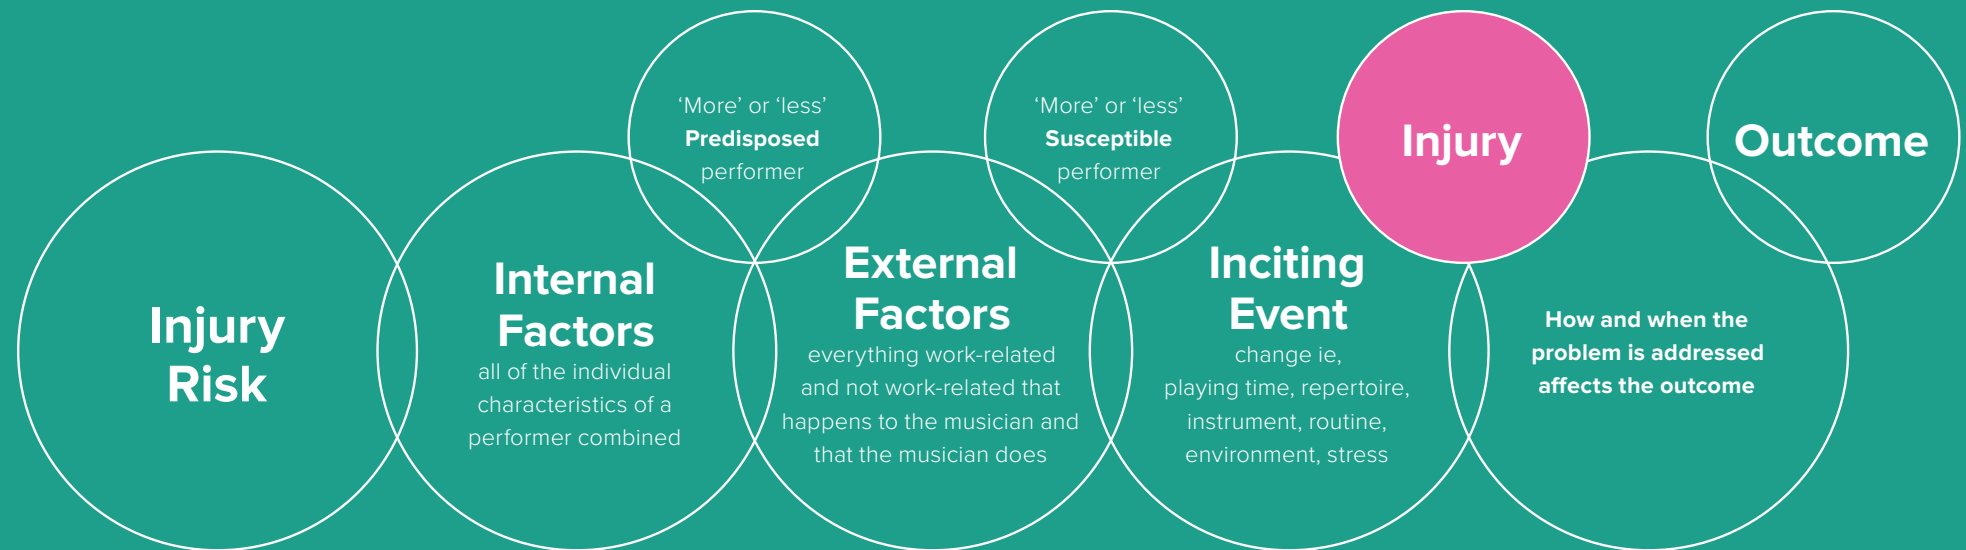 Injury
Risk
Internal
Factors
all of the individual
characteristics of a
performer combined
‘More’ or ‘less’
Predisposed
performer
External
Factors
everything work-related
and not work-related that
happens to the musician and
that the musician does
‘More’ or ‘less’
Susceptible
performer
Inciting
Event
change ie,
playing time, repertoire,
instrument, routine,
environment, stress
Injury
How and when the
problem is addressed
affects the outcome
Outcome